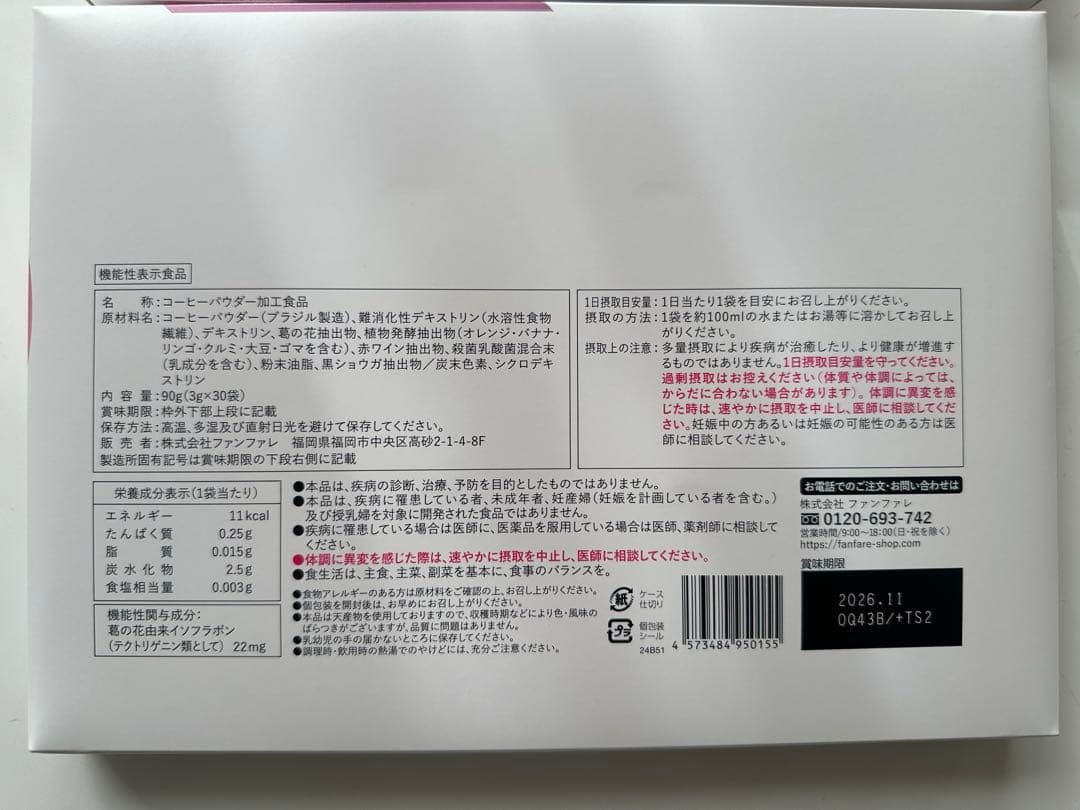 機能性表示食品
名　　称:コーヒーパウダー加工食品
原材料名:コーヒーパウダー(ブラジル製造)、難消化性デキストリン(水溶性食物
繊維)、デキストリン、葛の花抽出物、植物発酵抽出物(オレンジ・バナナ・
リンゴ・クルミ・大豆・ゴマを含む)、赤ワイン抽出物、殺菌乳酸菌混合末
(乳成分を含む)、粉末油脂、黒ショウガ抽出物/炭末色素、シクロデキ
ストリン
内 容 量:90g(3g×30袋)
賞味期限:枠外下部上段に記載
保存方法:高温、多湿及び直射日光を避けて保存してください。
販 売 者:株式会社ファンファレ　福岡県福岡市中央区高砂2-1-4-8F
製造所固有記号は賞味期限の下段右側に記載
1日摂取目安量:1日当たり1袋を目安にお召し上がりください。
摂取の方法:1袋を約100mlの水またはお湯等に溶かしてお召し上
がりください。
摂取上の注意:多量摂取により疾病が治癒したり、より健康が増進す
るものではありません。1日摂取目安量を守ってください。
過剰摂取はお控えください(体質や体調によっては、
からだに合わない場合があります)。体調に異変を感
じた時は、速やかに摂取を中止し、医師に相談してくだ
さい。妊娠中の方あるいは妊娠の可能性のある方は医
師に相談してください。
栄養成分表示(1袋当たり)
エネルギー　11kcal
たんぱく質　0.25g
脂　　質　0.015g
炭水化物　2.5g
食塩相当量　0.003g
機能性関与成分:
葛の花由来イソフラボン
(テクトリゲニン類として) 22mg
●本品は、疾病の診断、治療、予防を目的としたものではありません。
●本品は、疾病に罹患している者、未成年者、妊産婦(妊娠を計画している者を含む。)
及び授乳婦を対象に開発された食品ではありません。
●疾病に罹患している場合は医師に、医薬品を服用している場合は医師、薬剤師に相談して
ください。
●体調に異変を感じた際は、速やかに摂取を中止し、医師に相談してください。
●食生活は、主食、主菜、副菜を基本に、食事のバランスを。
●食物アレルギーのある方は原材料をご確認の上、お召し上がりください。
●個包装を開封後は、お早めにお召し上がりください。
●本品は天産物を使用しておりますので、収穫時期などにより色・風味の
ばらつきがございますが、品質に問題はありません。
●乳幼児の手の届かないところに保存してください。
●調理時・飲用時の熱湯でのやけどには、充分ご注意ください。
紙
ケース
仕切り
プラ
個包装
シール
24B51
4 573484 950155
お電話でのご注文・お問い合わせは
株式会社 ファンファレ
0120-693-742
営業時間/9:00~18:00(日・祝を除く)
https://fanfare-shop.com
賞味期限
2026.11
0Q43B/+TS2